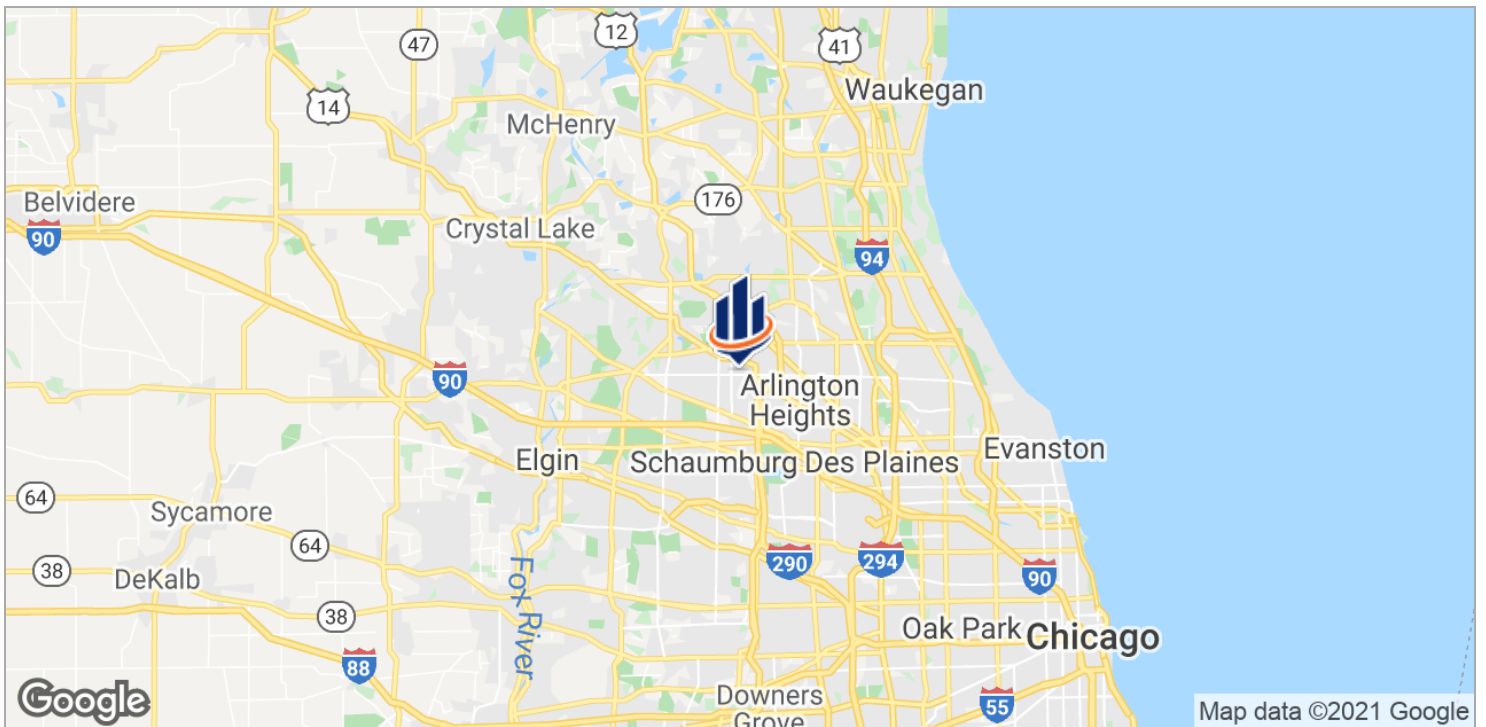 12
47
41
Waukegan
14
McHenry
176
Belvidere
Crystal Lake
90
94
90
Arlington
Heights
Evanston
Elgin
Schaumburg
Des Plaines
64
Sycamore
64
38
DeKalb
290
294
90
Fox River
38
Oak Park
Chicago
88
Downers
Grove
55
Google
Map data ©2021 Google